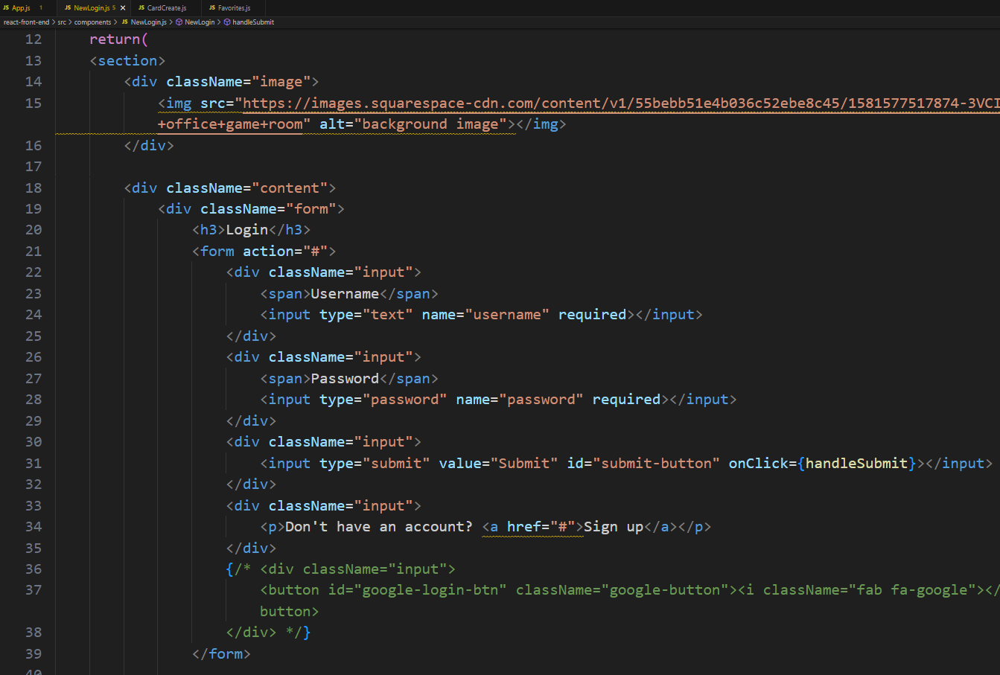 JS App.js 1 JS NewLogin.js 5 × JS CardCreate.js JS Favorites.js
react-front-end > src > components > JS NewLogin.js > NewLogin > handleSubmit
12 return(
13 <section>
14 <div className="image">
15 <img src="https://images.squarespace-cdn.com/content/v1/55bebb51e4b036c52ebe8c45/1581577517874-3VCI
+office+game+room" alt="background image"></img>
16 </div>
17
18 <div className="content">
19 <div className="form">
20 <h3>Login</h3>
21 <form action="#">
22 <div className="input">
23 <span>Username</span>
24 <input type="text" name="username" required></input>
25 </div>
26 <div className="input">
27 <span>Password</span>
28 <input type="password" name="password" required></input>
29 </div>
30 <div className="input">
31 <input type="submit" value="Submit" id="submit-button" onClick={handleSubmit}></input>
32 </div>
33 <div className="input">
34 <p>Don't have an account? <a href="#">Sign up</a></p>
35 </div>
36 {/* <div className="input">
37 <button id="google-login-btn" className="google-button"><i className="fab fa-google"></
button>
38 </div> */}
39 </form>
40